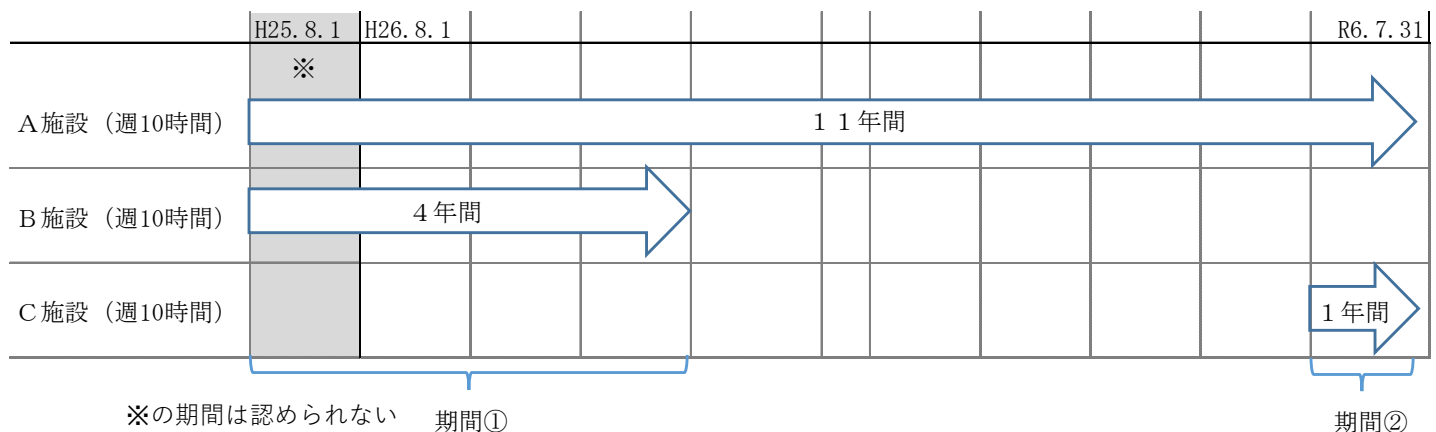 H25.8.1 H26.8.1 R6.7.31
※
A施設（週10時間） 11年間
B施設（週10時間） 4年間
C施設（週10時間） 1年間
※の期間は認められない 期間① 期間②